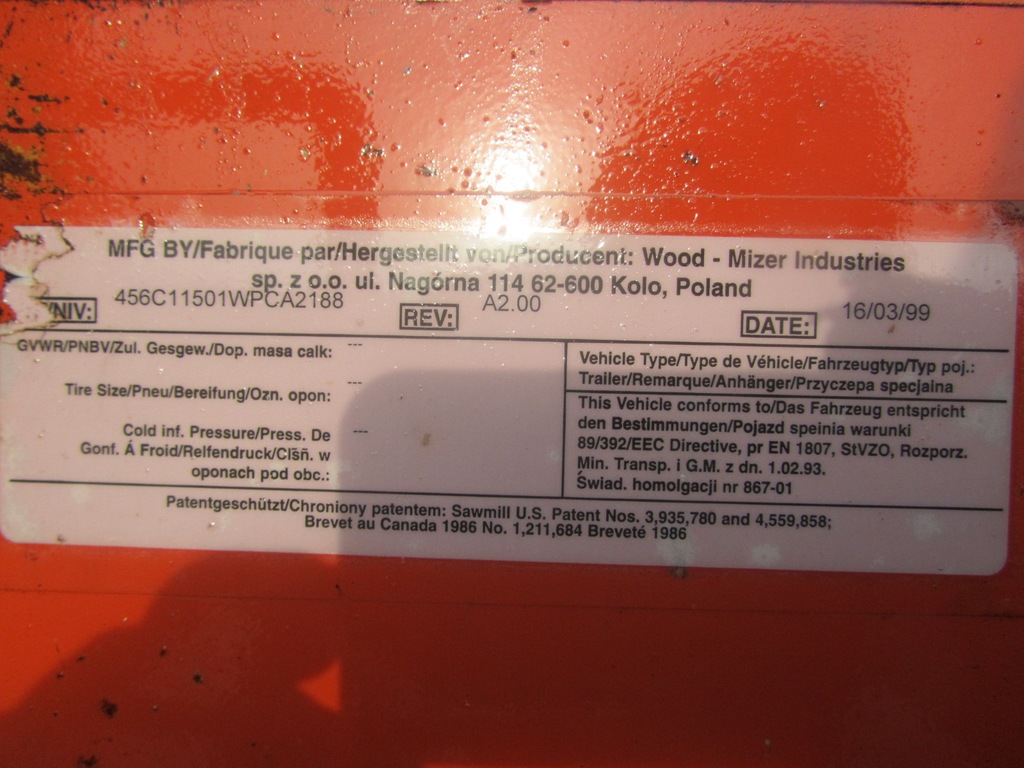 MFG BY/Fabrique par/Hergestellt von/Producent: Wood - Mizer Industries
sp. z o.o. ul. Nagórna 114 62-600 Kolo, Poland
/NIV: 456C11501WPCA2188 REV: A2.00 DATE: 16/03/99
GVWR/PNBV/Zul. Gesgew./Dop. masa calk: ---
Tire Size/Pneu/Bereifung/Ozn. opon: ---
Cold inf. Pressure/Press. De ---
Gonf. Á Froid/Reifendruck/Ciśń. w
oponach pod obc.:
Vehicle Type/Type de Véhicle/Fahrzeugtyp/Typ poj.:
Trailer/Remarque/Anhänger/Przyczepa specjalna
This Vehicle conforms to/Das Fahrzeug entspricht
den Bestlmmungen/Pojazd speinia warunki
89/392/EEC Directive, pr EN 1807, StVZO, Rozporz.
Min. Transp. i G.M. z dn. 1.02.93.
Świad. homolgacji nr 867-01
Patentgeschützt/Chroniony patentem: Sawmill U.S. Patent Nos. 3,935,780 and 4,559,858;
Brevet au Canada 1986 No. 1,211,684 Breveté 1986